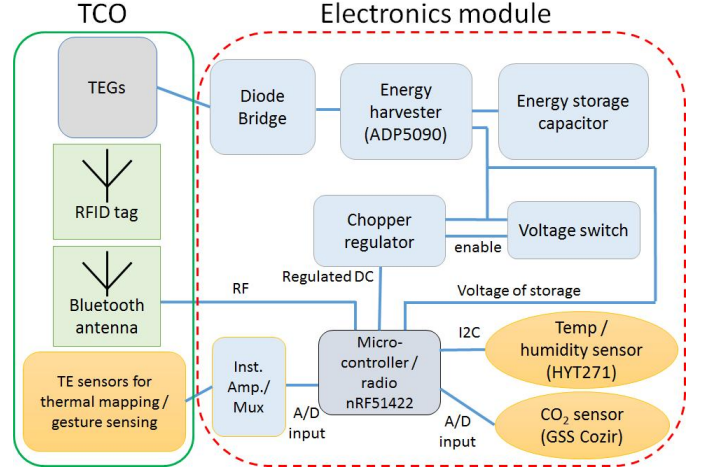 TCO
Electronics module
TEGs
Diode
Bridge
Energy
harvester
(ADP5090)
Energy storage
capacitor
RFID tag
Chopper
regulator
enable
Voltage switch
Bluetooth
antenna
RF
Regulated DC
Voltage of storage
TE sensors for
thermal mapping /
gesture sensing
Inst.
Amp./
Mux
A/D
input
Micro-
controller /
radio
nRF51422
I2C
Temp /
humidity sensor
(HYT271)
A/D
input
CO₂ sensor
(GSS Cozir)